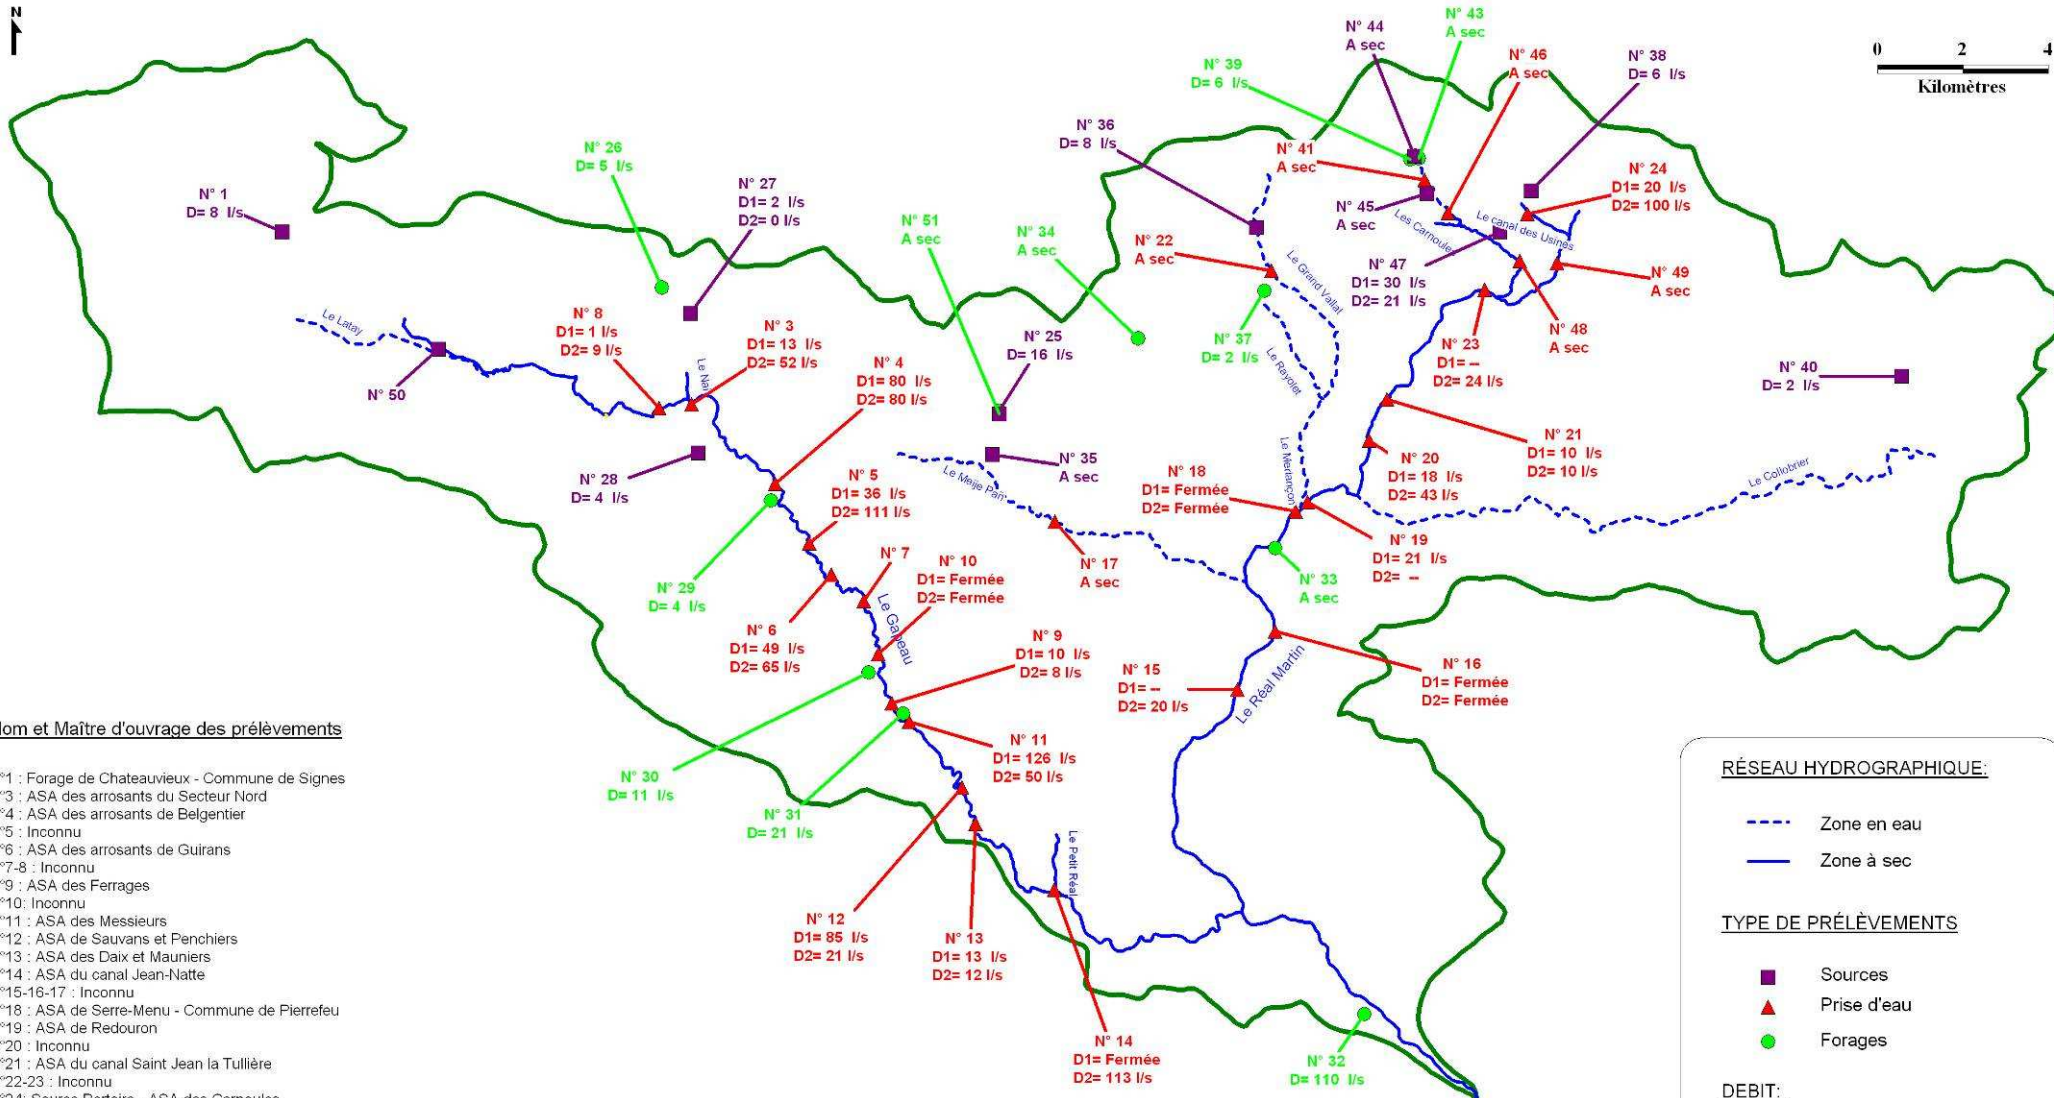 N
0 2 4
Kilomètres
N° 44
A sec
N° 43
A sec
N° 46
A sec
N° 38
D= 6 l/s
N° 39
D= 6 l/s
N° 36
D= 8 l/s
N° 41
A sec
N° 24
D1= 20 l/s
D2= 100 l/s
N° 26
D= 5 l/s
N° 27
D1= 2 l/s
D2= 0 l/s
N° 1
D= 8 l/s
N° 51
A sec
N° 34
A sec
N° 22
A sec
N° 45
A sec
Les Carnoules
Le canal des Usines
N° 47
D1= 30 l/s
D2= 21 l/s
N° 49
A sec
N° 48
A sec
Le Grand Vallat
Le Latay
N° 8
D1= 1 l/s
D2= 9 l/s
N° 3
D1= 13 l/s
D2= 52 l/s
N° 4
D1= 80 l/s
D2= 80 l/s
N° 25
D= 16 l/s
N° 37
D= 2 l/s
Le Rayolet
N° 23
D1= --
D2= 24 l/s
N° 40
D= 2 l/s
N° 50
N° 28
D= 4 l/s
N° 5
D1= 36 l/s
D2= 111 l/s
Le Meije Pan
N° 35
A sec
N° 18
D1= Fermée
D2= Fermée
Le Merlançon
N° 20
D1= 18 l/s
D2= 43 l/s
N° 21
D1= 10 l/s
D2= 10 l/s
Le Collobrier
N° 7
N° 10
D1= Fermée
D2= Fermée
N° 17
A sec
N° 19
D1= 21 l/s
D2= --
N° 33
A sec
N° 29
D= 4 l/s
Le Gapeau
N° 6
D1= 49 l/s
D2= 65 l/s
N° 9
D1= 10 l/s
D2= 8 l/s
N° 15
D1= --
D2= 20 l/s
Le Réal Martin
N° 16
D1= Fermée
D2= Fermée
N° 11
D1= 126 l/s
D2= 50 l/s
N° 30
D= 11 l/s
N° 31
D= 21 l/s
Le Petit Réal
N° 12
D1= 85 l/s
D2= 21 l/s
N° 13
D1= 13 l/s
D2= 12 l/s
N° 14
D1= Fermée
D2= 113 l/s
N° 32
D= 110 l/s
om et Maître d'ouvrage des prélèvements
°1 : Forage de Chateauvieux - Commune de Signes
°3 : ASA des arrosants du Secteur Nord
°4 : ASA des arrosants de Belgentier
°5 : Inconnu
°6 : ASA des arrosants de Guirans
°7-8 : Inconnu
°9 : ASA des Ferrages
°10: Inconnu
°11 : ASA des Messieurs
°12 : ASA de Sauvans et Penchiers
°13 : ASA des Daix et Mauniers
°14 : ASA du canal Jean-Natte
°15-16-17 : Inconnu
°18 : ASA de Serre-Menu - Commune de Pierrefeu
°19 : ASA de Redouron
°20 : Inconnu
°21 : ASA du canal Saint Jean la Tullière
°22-23 : Inconnu
RÉSEAU HYDROGRAPHIQUE:
Zone en eau
Zone à sec
TYPE DE PRÉLÈVEMENTS
Sources
Prise d'eau
Forages
DEBIT: